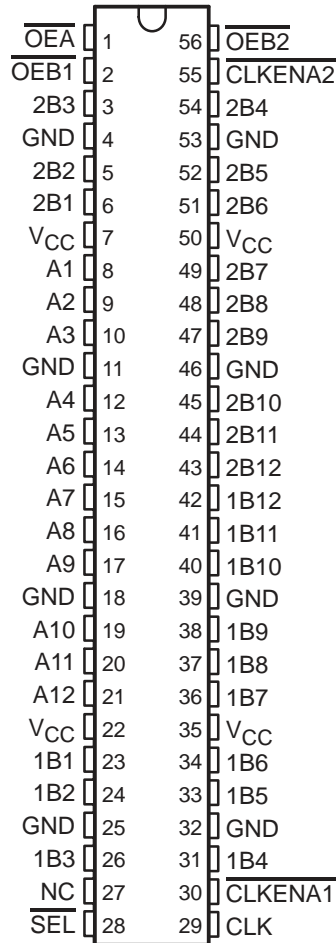 OEA 1 56 OEB2
OEB1 2 55 CLKENA2
2B3 3 54 2B4
GND 4 53 GND
2B2 5 52 2B5
2B1 6 51 2B6
VCC 7 50 VCC
A1 8 49 2B7
A2 9 48 2B8
A3 10 47 2B9
GND 11 46 GND
A4 12 45 2B10
A5 13 44 2B11
A6 14 43 2B12
A7 15 42 1B12
A8 16 41 1B11
A9 17 40 1B10
GND 18 39 GND
A10 19 38 1B9
A11 20 37 1B8
A12 21 36 1B7
VCC 22 35 VCC
1B1 23 34 1B6
1B2 24 33 1B5
GND 25 32 GND
1B3 26 31 1B4
NC 27 30 CLKENA1
SEL 28 29 CLK